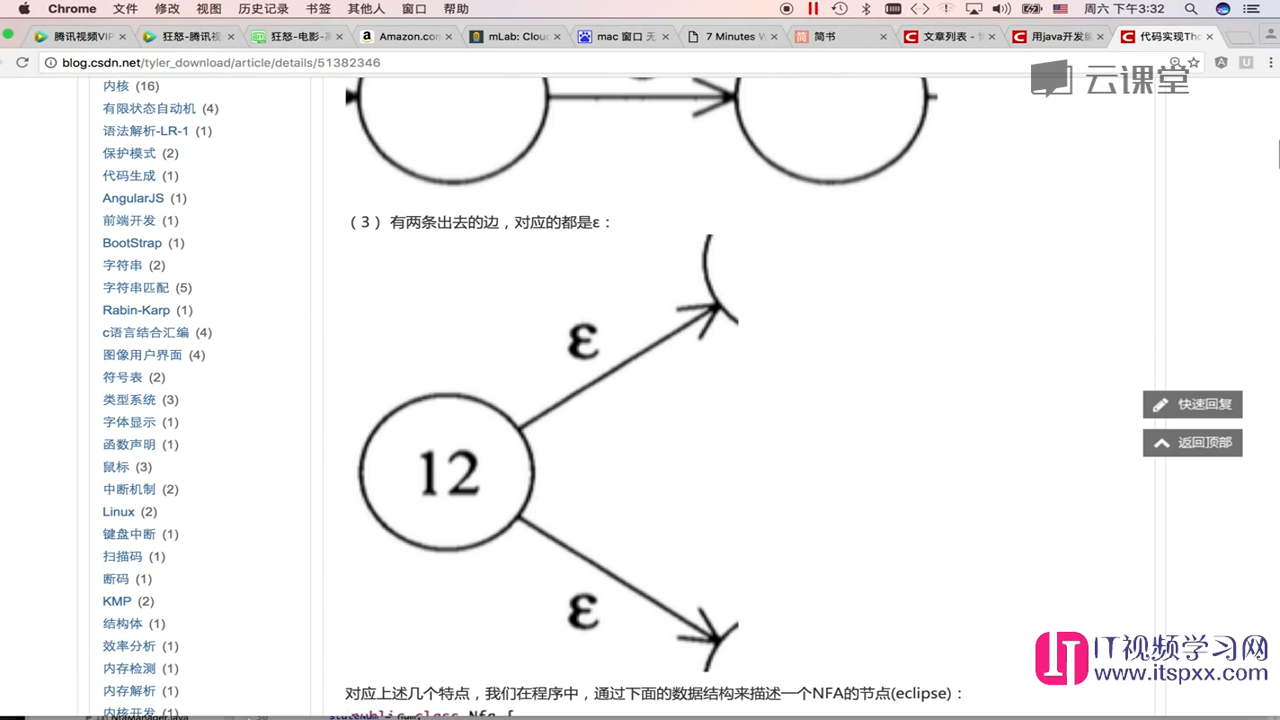 Chrome 文件 修改 视图 历史记录 书签 其他人 窗口 帮助 周六 下午3:32
腾讯视频VIP 狂怒-腾讯视 狂怒-电影-高 Amazon.con mLab: Clou mac 窗口 无 7 Minutes W 简书 文章列表 - 用java开发编 代码实现Tho
blog.csdn.net/tyler_download/article/details/51382346
云课堂
内核 (16)
有限状态自动机 (4)
语法解析-LR-1 (1)
保护模式 (2)
代码生成 (1)
AngularJS (1)
前端开发 (1)
BootStrap (1)
字符串 (2)
字符串匹配 (5)
Rabin-Karp (1)
c语言结合汇编 (4)
图像用户界面 (4)
符号表 (2)
类型系统 (3)
字体显示 (1)
函数声明 (1)
鼠标 (3)
中断机制 (2)
Linux (2)
键盘中断 (1)
扫描码 (1)
断码 (1)
KMP (2)
结构体 (1)
效率分析 (1)
内存检测 (1)
内存解析 (1)
内核开发 (1)
（3） 有两条出去的边，对应的都是ε：
ε
12
ε
快速回复
返回顶部
对应上述几个特点，我们在程序中，通过下面的数据结构来描述一个NFA的节点(eclipse)：
public class Nfa {
IT视频学习网
www.itspxx.com